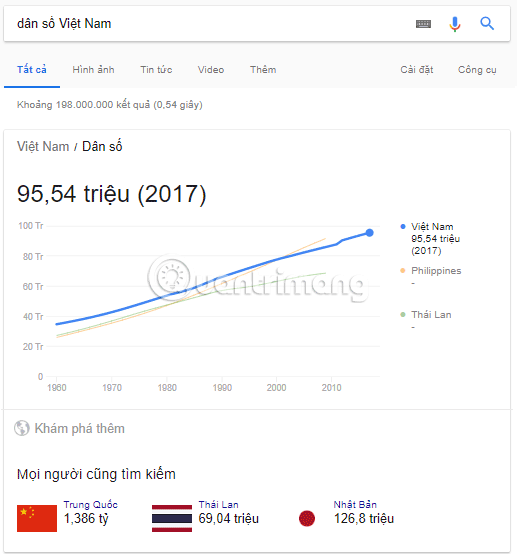 dân số Việt Nam
Tất cả Hình ảnh Tin tức Video Thêm Cài đặt Công cụ
Khoảng 198.000.000 kết quả (0,54 giây)
Việt Nam / Dân số
95,54 triệu (2017)
100 Tr
80 Tr
60 Tr
40 Tr
20 Tr
0
1960 1970 1980 1990 2000 2010
Việt Nam
95,54 triệu
(2017)
Philippines
-
Thái Lan
-
Quantrimang
Khám phá thêm
Mọi người cũng tìm kiếm
Trung Quốc
1,386 tỷ
Thái Lan
69,04 triệu
Nhật Bản
126,8 triệu